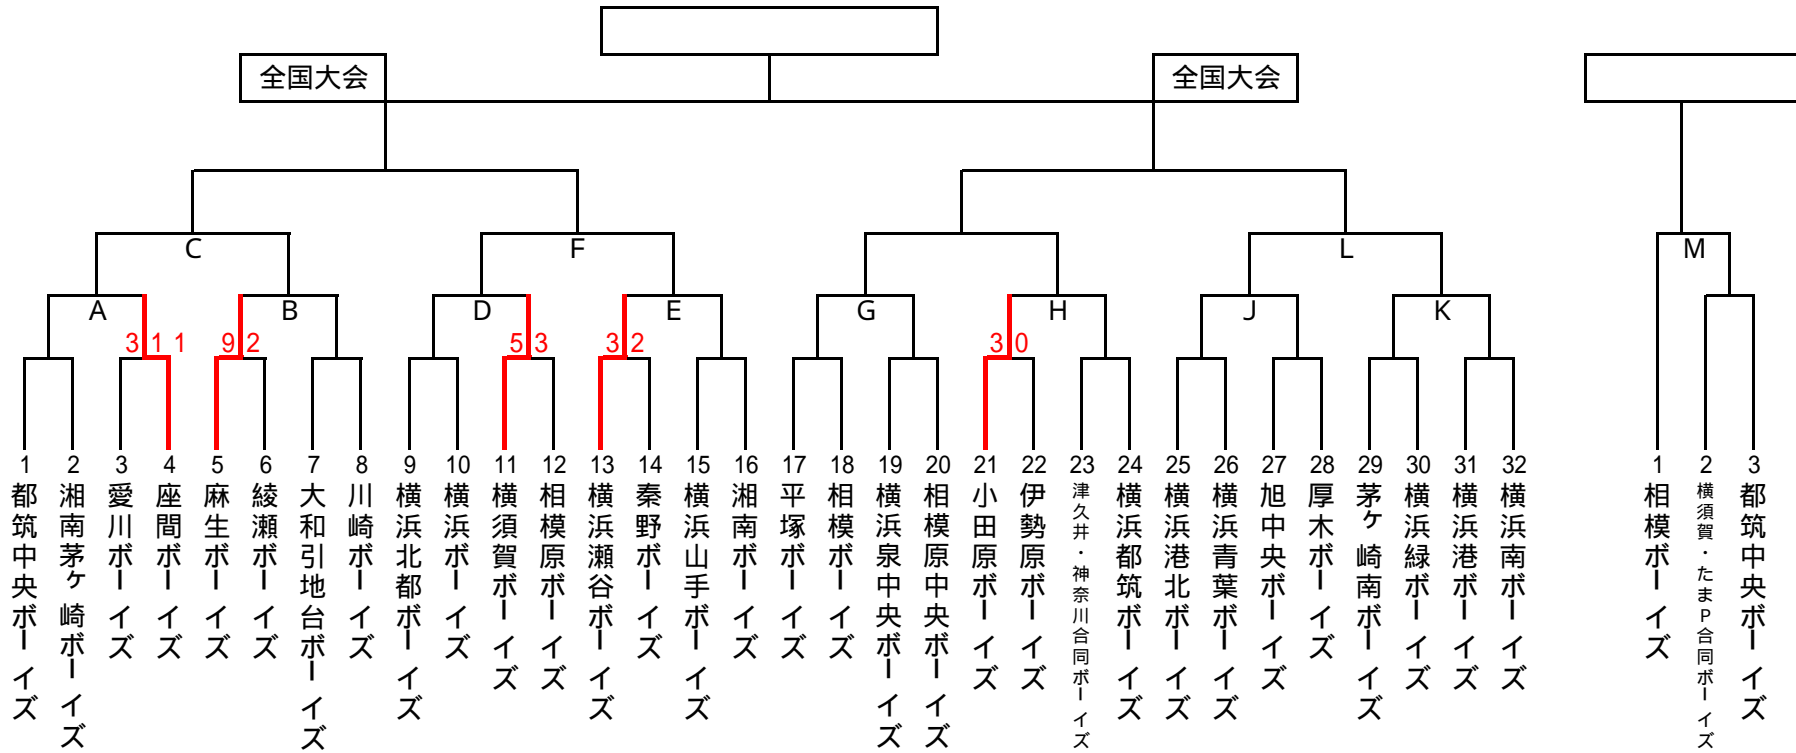 全国大会
全国大会
C
F
L
M
A
B
D
E
G
H
J
K
3 1 1
9 2
5 3
3 2
3 0
1 都筑中央ボーイズ
2 湘南茅ヶ崎ボーイズ
3 愛川ボーイズ
4 座間ボーイズ
5 麻生ボーイズ
6 綾瀬ボーイズ
7 大和引地台ボーイズ
8 川崎ボーイズ
9 横浜北都ボーイズ
10 横浜ボーイズ
11 横須賀ボーイズ
12 相模原ボーイズ
13 横浜瀬谷ボーイズ
14 秦野ボーイズ
15 横浜山手ボーイズ
16 湘南ボーイズ
17 平塚ボーイズ
18 相模ボーイズ
19 横浜泉中央ボーイズ
20 相模原中央ボーイズ
21 小田原ボーイズ
22 伊勢原ボーイズ
23 津久井・神奈川合同ボーイズ
24 横浜都筑ボーイズ
25 横浜港北ボーイズ
26 横浜青葉ボーイズ
27 旭中央ボーイズ
28 厚木ボーイズ
29 茅ヶ崎南ボーイズ
30 横浜緑ボーイズ
31 横浜港ボーイズ
32 横浜南ボーイズ
1 相模ボーイズ
2 横須賀・たまP合同ボーイズ
3 都筑中央ボーイズ